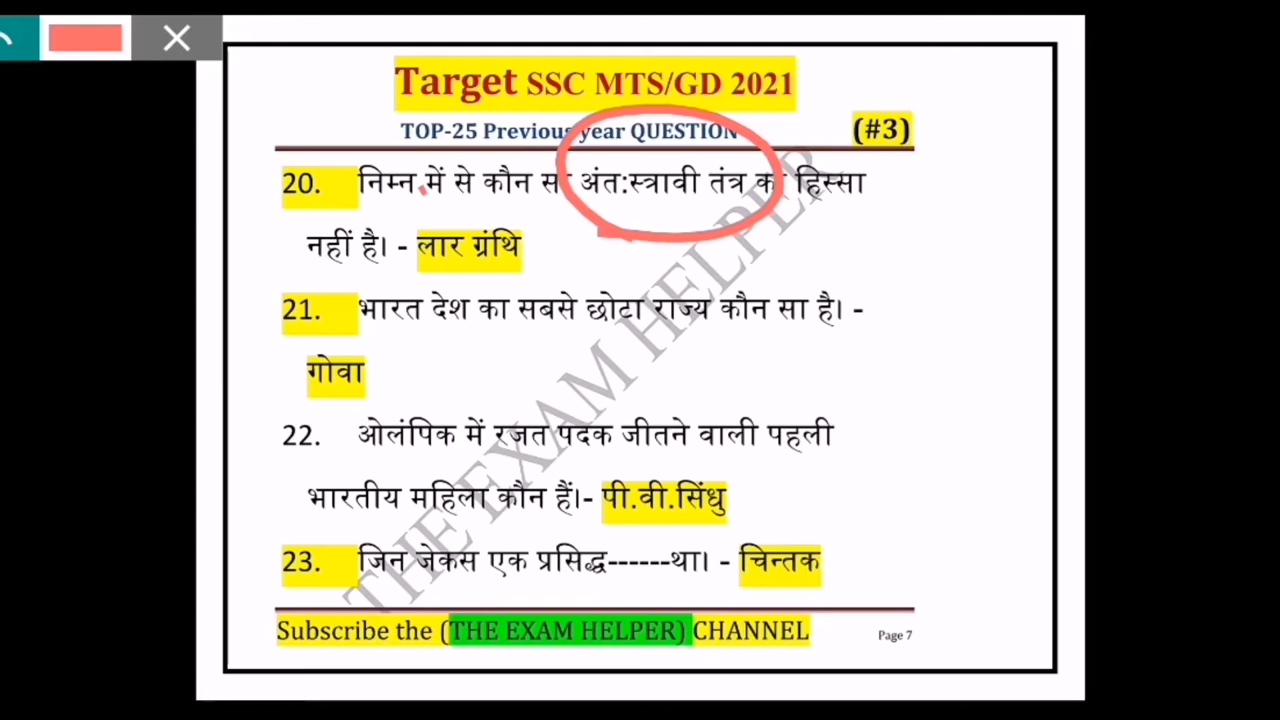 Target SSC MTS/GD 2021
TOP-25 Previous year QUESTION (#3)
20. निम्न में से कौन सा अंत:स्त्रावी तंत्र का हिस्सा
नहीं है। - लार ग्रंथि
21. भारत देश का सबसे छोटा राज्य कौन सा है। -
गोवा
22. ओलंपिक में रजत पदक जीतने वाली पहली
भारतीय महिला कौन हैं।- पी.वी.सिंधु
23. जिन जेकस एक प्रसिद्ध------था। - चिन्तक
THE EXAM HELPER
Subscribe the (THE EXAM HELPER) CHANNEL
Page 7